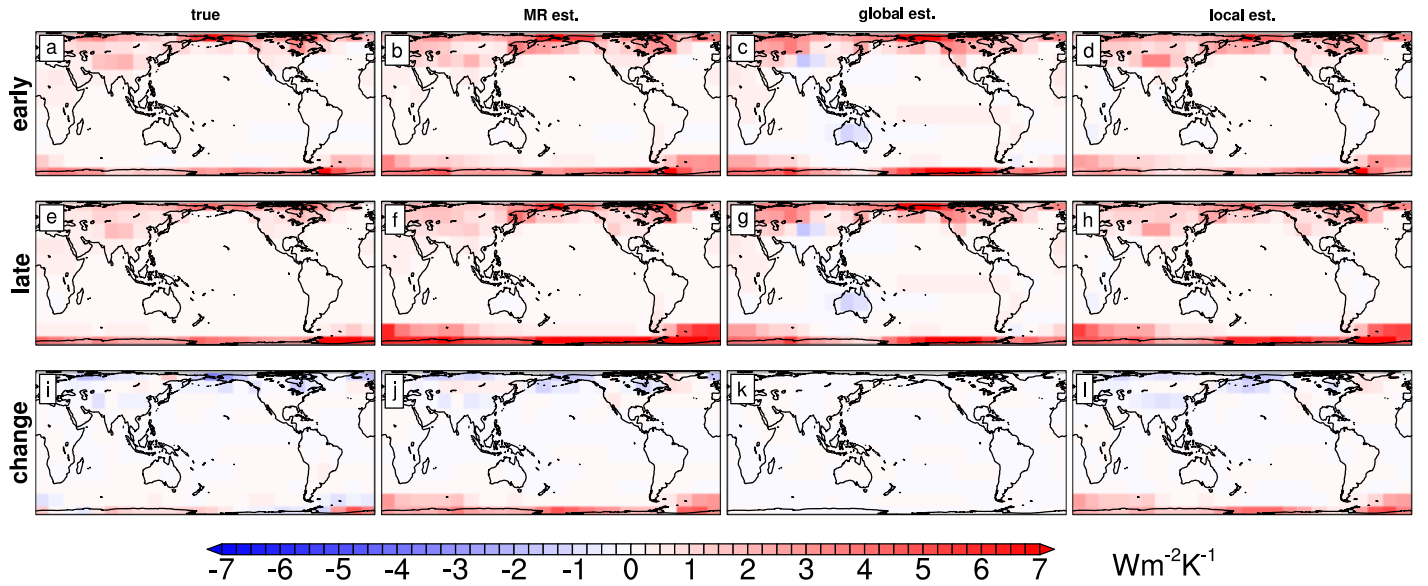 true MR est. global est. local est.
early a b c d
late e f g h
change i j k l
-7 -6 -5 -4 -3 -2 -1 0 1 2 3 4 5 6 7 Wm⁻²K⁻¹